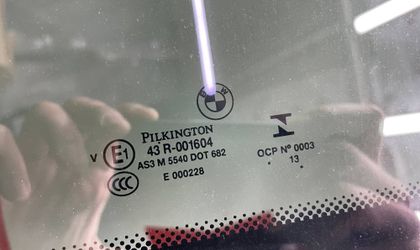 BMW
PILKINGTON
V E1 43 R-001604
AS3 M 5540 DOT 682
CCC E 000228
OCP Nº 0003
. 13 .